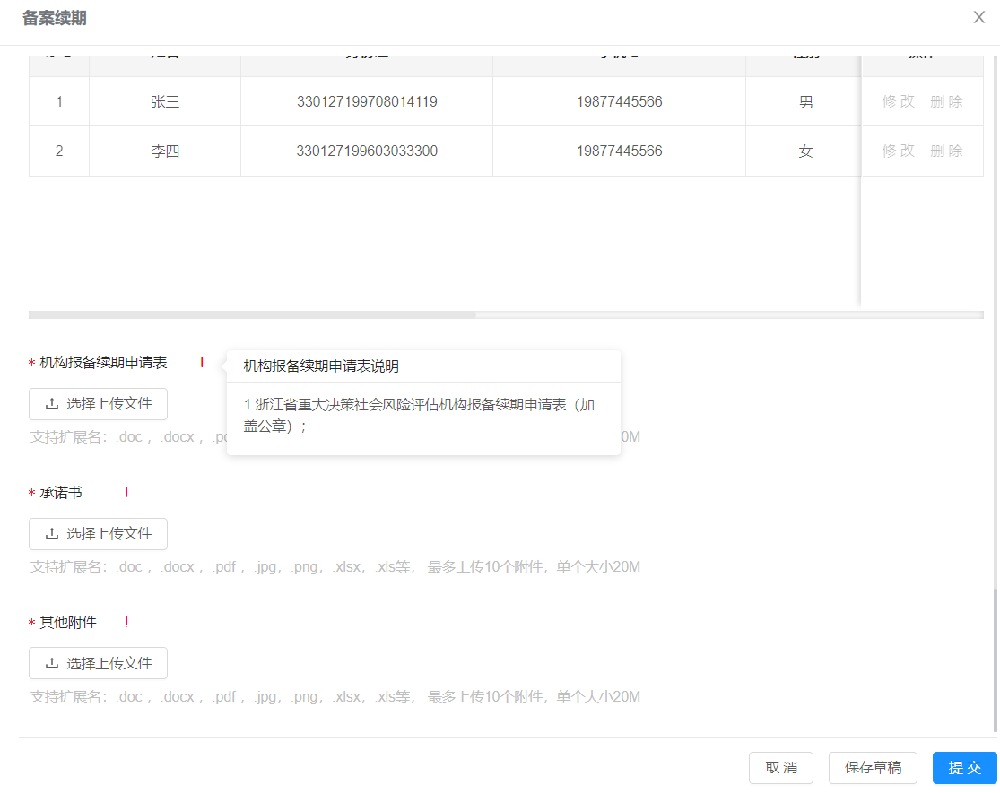 备案续期
X
1 张三 330127199708014119 19877445566 男 修 改 删 除
2 李四 330127199603033300 19877445566 女 修 改 删 除
* 机构报备续期申请表 !
机构报备续期申请表说明
1.浙江省重大决策社会风险评估机构报备续期申请表（加
盖公章）;
选择上传文件
支持扩展名： .doc ， .docx ， 0M
* 承诺书 !
选择上传文件
支持扩展名： .doc ， .docx ， .pdf ， .jpg， .png， .xlsx， .xls等， 最多上传10个附件，单个大小20M
* 其他附件 !
选择上传文件
支持扩展名： .doc ， .docx ， .pdf ， .jpg， .png， .xlsx， .xls等， 最多上传10个附件，单个大小20M
取 消 保存草稿 提 交